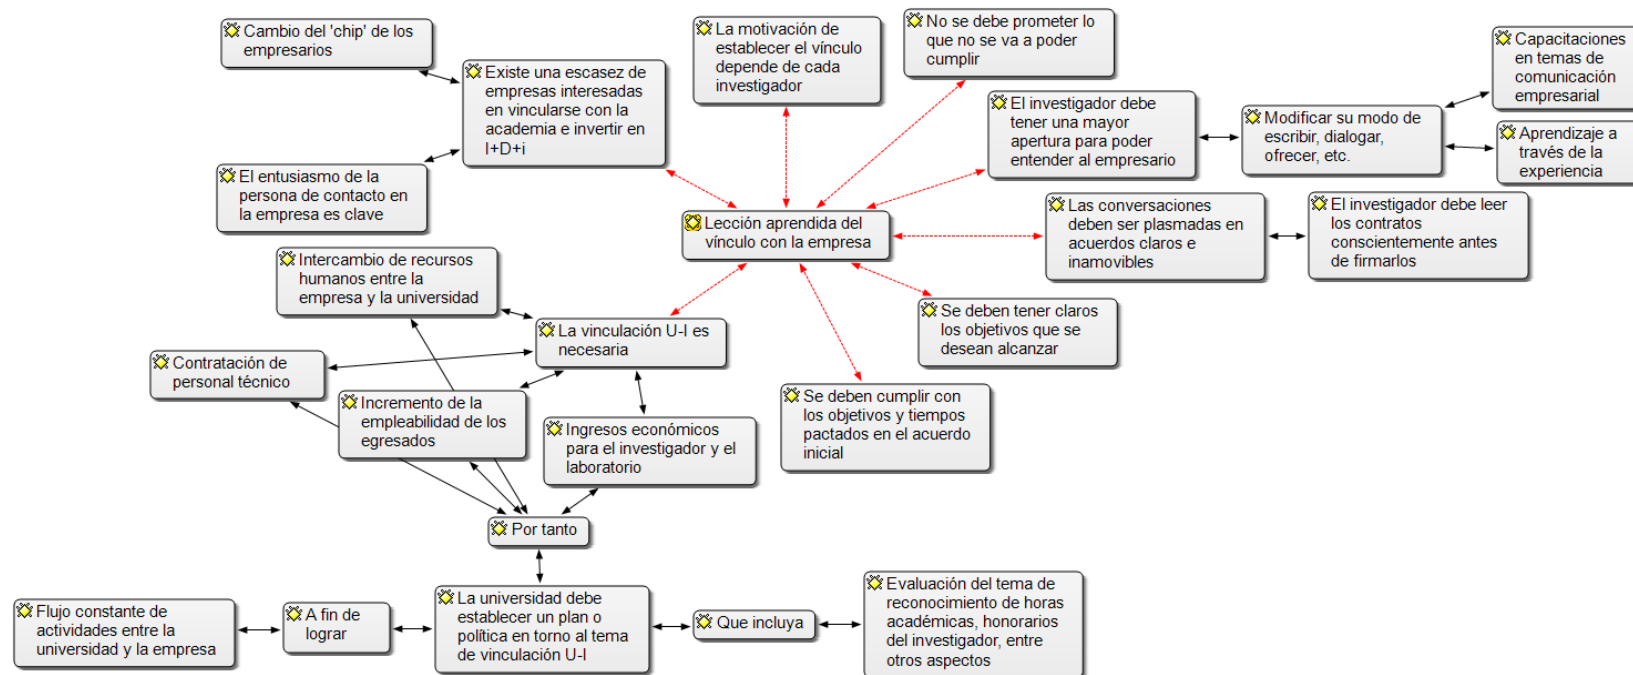 Cambio del 'chip' de los
empresarios
Existe una escasez de
empresas interesadas
en vincularse con la
academia e invertir en
I+D+i
El entusiasmo de la
persona de contacto en
la empresa es clave
La motivación de
establecer el vínculo
depende de cada
investigador
No se debe prometer lo
que no se va a poder
cumplir
El investigador debe
tener una mayor
apertura para poder
entender al empresario
Modificar su modo de
escribir, dialogar,
ofrecer, etc.
Capacitaciones
en temas de
comunicación
empresarial
Aprendizaje a
través de la
experiencia
Lección aprendida del
vínculo con la empresa
Las conversaciones
deben ser plasmadas en
acuerdos claros e
inamovibles
El investigador debe leer
los contratos
conscientemente antes
de firmarlos
Intercambio de recursos
humanos entre la
empresa y la universidad
La vinculación U-I es
necesaria
Se deben tener claros
los objetivos que se
desean alcanzar
Contratación de
personal técnico
Incremento de la
empleabilidad de los
egresados
Ingresos económicos
para el investigador y el
laboratorio
Se deben cumplir con
los objetivos y tiempos
pactados en el acuerdo
inicial
Por tanto
Flujo constante de
actividades entre la
universidad y la empresa
A fin de
lograr
La universidad debe
establecer un plan o
política en torno al tema
de vinculación U-I
Que incluya
Evaluación del tema de
reconocimiento de horas
académicas, honorarios
del investigador, entre
otros aspectos